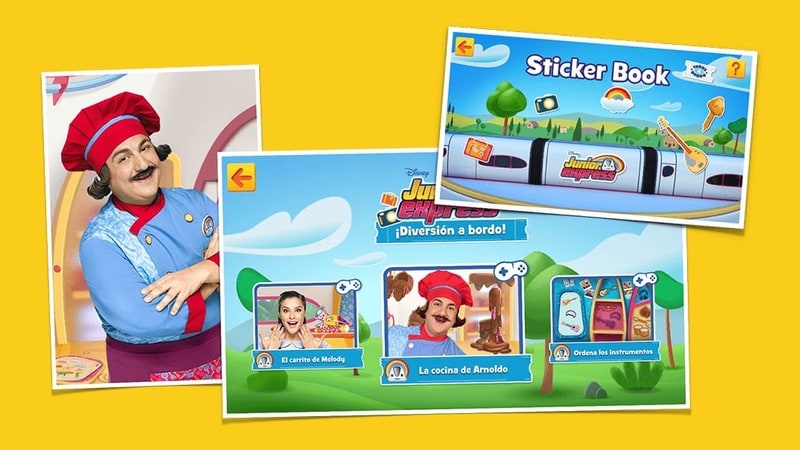 Sticker Book
Disney
Junior
express
Disney
Junior
express
¡Diversión a bordo!
El carrito de Melody
La cocina de Arnoldo
Ordena los instrumentos